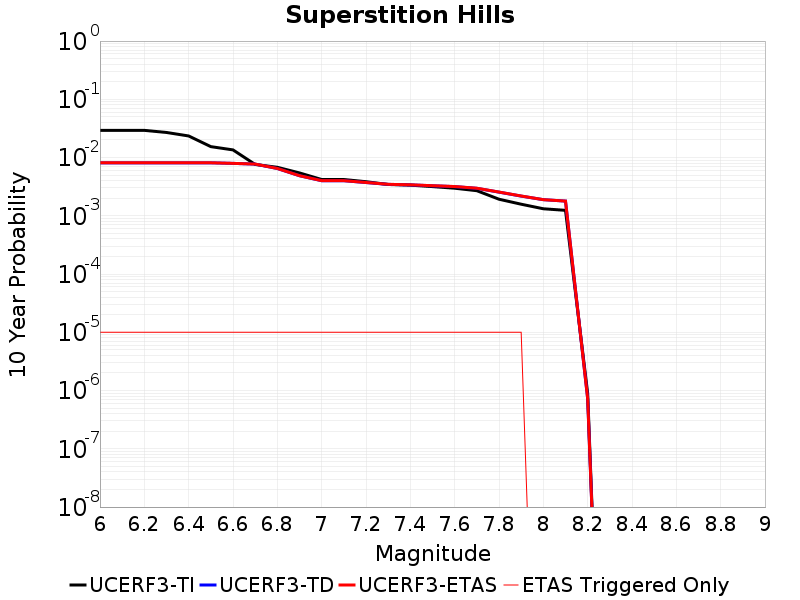 Superstition Hills
10^0
10^-1
10^-2
10^-3
10^-4
10^-5
10^-6
10^-7
10^-8
10 Year Probability
6 6.2 6.4 6.6 6.8 7 7.2 7.4 7.6 7.8 8 8.2 8.4 8.6 8.8 9
Magnitude
UCERF3-TI UCERF3-TD UCERF3-ETAS ETAS Triggered Only